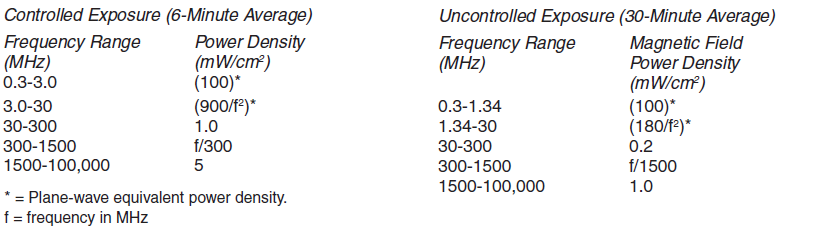 Controlled Exposure (6-Minute Average)
Frequency Range Power Density
(MHz) (mW/cm²)
0.3-3.0 (100)*
3.0-30 (900/f²)*
30-300 1.0
300-1500 f/300
1500-100,000 5
* = Plane-wave equivalent power density.
f = frequency in MHz
Uncontrolled Exposure (30-Minute Average)
Frequency Range Magnetic Field
(MHz) Power Density
(mW/cm²)
0.3-1.34 (100)*
1.34-30 (180/f²)*
30-300 0.2
300-1500 f/1500
1500-100,000 1.0